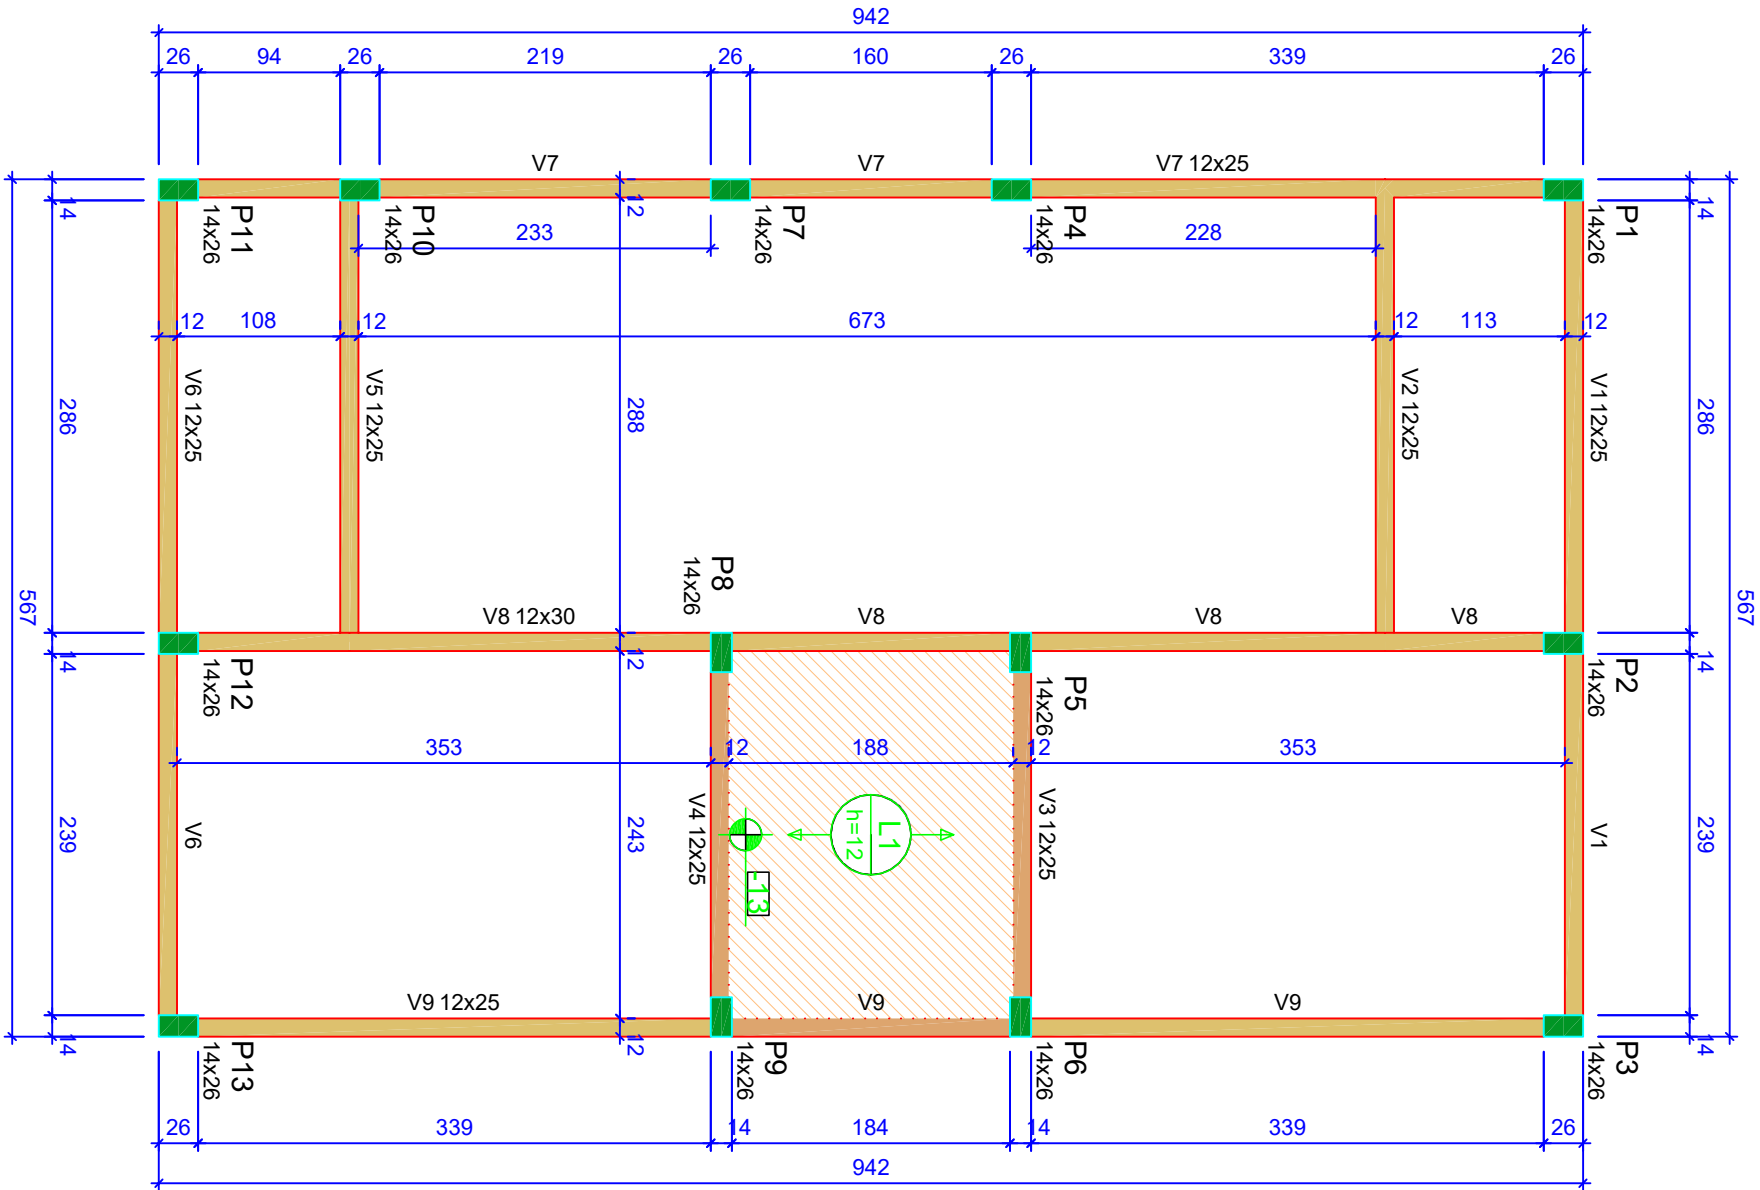 942
26 94 26 219 26 160 26 339 26
V7 V7 V7 12x25
14 12 14
P11 14x26
P10 14x26
P7 14x26
P4 14x26
P1 14x26
233 228
12 108 12 673 12 113 12
567
286
V6 12x25
V5 12x25
288
V2 12x25
V1 12x25
286
567
P8 14x26
V8 12x30 V8 V8 V8
14 12 14
P12 14x26
P5 14x26
P2 14x26
353 12 188 12 353
239
V6
243
V4 12x25
-13
L1
h=12
V3 12x25
V1
239
V9 12x25 V9 V9
14 12 14
P13 14x26
P9 14x26
P6 14x26
P3 14x26
26 339 14 184 14 339 26
942